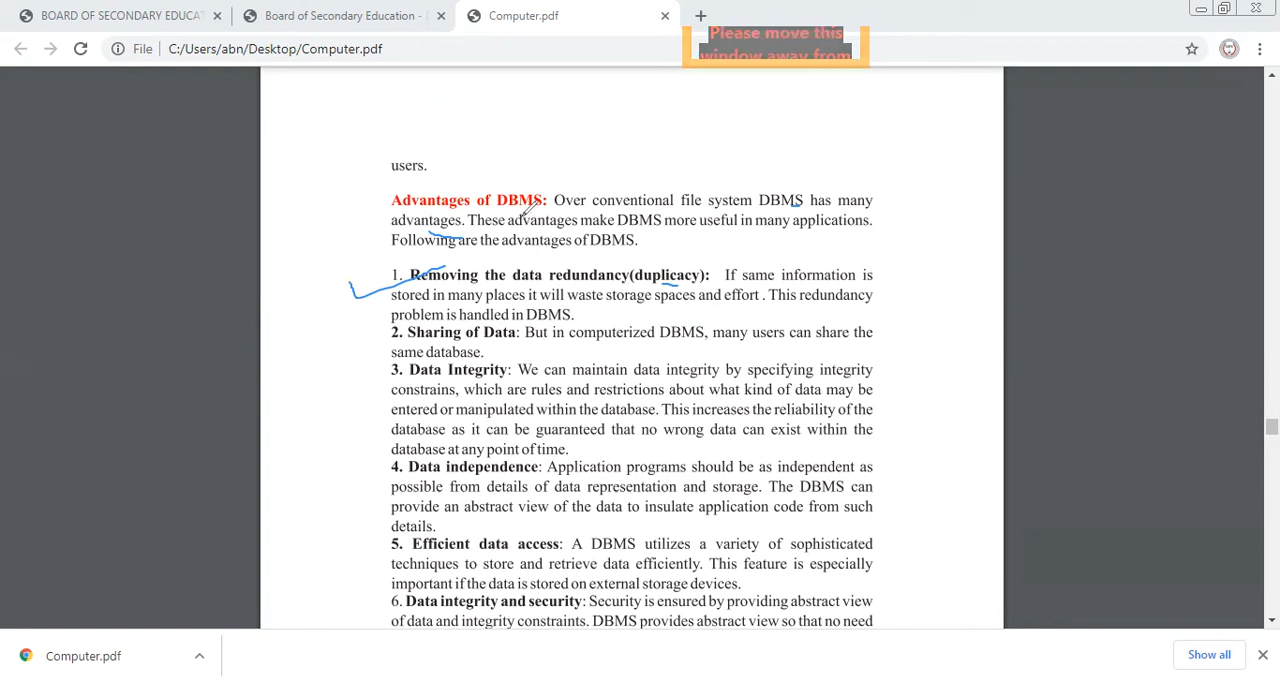 BOARD OF SECONDARY EDUCAT
Board of Secondary Education -
Computer.pdf
Please move this
window away from
File C:/Users/abn/Desktop/Computer.pdf
users.
Advantages of DBMS: Over conventional file system DBMS has many
advantages. These advantages make DBMS more useful in many applications.
Following are the advantages of DBMS.
1. Removing the data redundancy(duplicacy): If same information is
stored in many places it will waste storage spaces and effort . This redundancy
problem is handled in DBMS.
2. Sharing of Data: But in computerized DBMS, many users can share the
same database.
3. Data Integrity: We can maintain data integrity by specifying integrity
constrains, which are rules and restrictions about what kind of data may be
entered or manipulated within the database. This increases the reliability of the
database as it can be guaranteed that no wrong data can exist within the
database at any point of time.
4. Data independence: Application programs should be as independent as
possible from details of data representation and storage. The DBMS can
provide an abstract view of the data to insulate application code from such
details.
5. Efficient data access: A DBMS utilizes a variety of sophisticated
techniques to store and retrieve data efficiently. This feature is especially
important if the data is stored on external storage devices.
6. Data integrity and security: Security is ensured by providing abstract view
of data and integrity constraints. DBMS provides abstract view so that no need
Computer.pdf
Show all